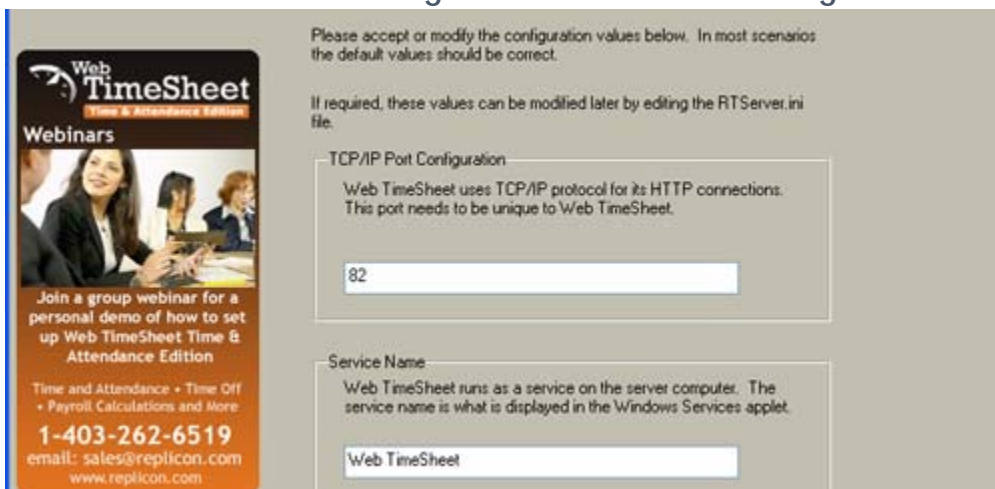 Please accept or modify the configuration values below. In most scenarios
the default values should be correct.
If required, these values can be modified later by editing the RTServer.ini
file.
TCP/IP Port Configuration
Web TimeSheet uses TCP/IP protocol for its HTTP connections.
This port needs to be unique to Web TimeSheet.
82
Service Name
Web TimeSheet runs as a service on the server computer. The
service name is what is displayed in the Windows Services applet.
Web TimeSheet
Web
TimeSheet
Time & Attendance Edition
Webinars
Join a group webinar for a
personal demo of how to set
up Web TimeSheet Time &
Attendance Edition
Time and Attendance • Time Off
• Payroll Calculations and More
1-403-262-6519
email: sales@replicon.com
www.replicon.com